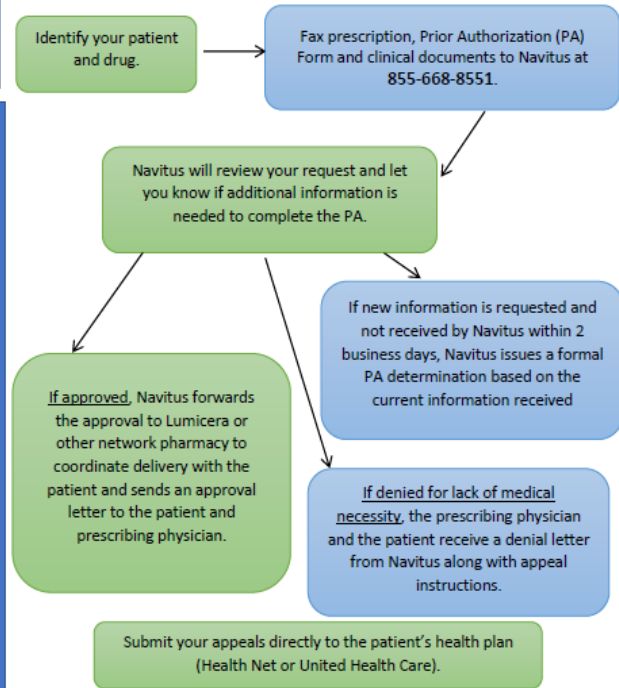 Identify your patient
and drug.
Fax prescription, Prior Authorization (PA)
Form and clinical documents to Navitus at
855-668-8551.
Navitus will review your request and let
you know if additional information is
needed to complete the PA.
If new information is requested and
not received by Navitus within 2
business days, Navitus issues a formal
PA determination based on the
current information received
If approved, Navitus forwards
the approval to Lumicera or
other network pharmacy to
coordinate delivery with the
patient and sends an approval
letter to the patient and
prescribing physician.
If denied for lack of medical
necessity, the prescribing physician
and the patient receive a denial letter
from Navitus along with appeal
instructions.
Submit your appeals directly to the patient's health plan
(Health Net or United Health Care).